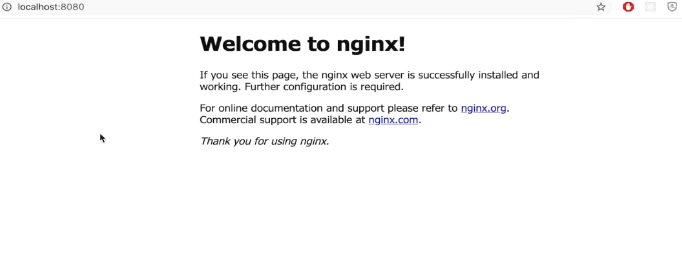 localhost:8080
Welcome to nginx!
If you see this page, the nginx web server is successfully installed and
working. Further configuration is required.
For online documentation and support please refer to nginx.org.
Commercial support is available at nginx.com.
Thank you for using nginx.